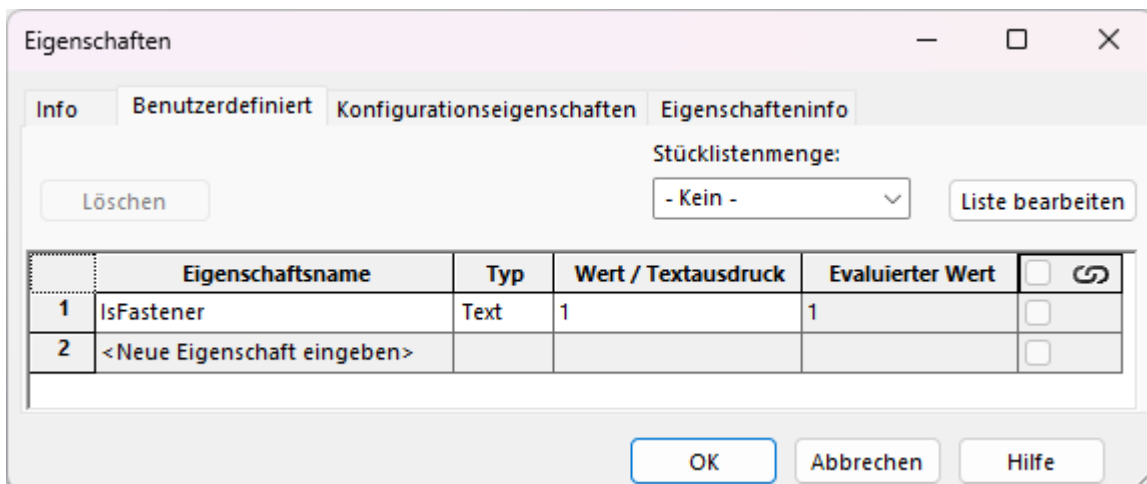 Eigenschaften
Info Benutzerdefiniert Konfigurationseigenschaften Eigenschafteninfo
Stücklistenmenge:
Löschen - Kein - Liste bearbeiten
Eigenschaftsname Typ Wert / Textausdruck Evaluierter Wert
1 IsFastener Text 1 1
2 <Neue Eigenschaft eingeben>
OK Abbrechen Hilfe